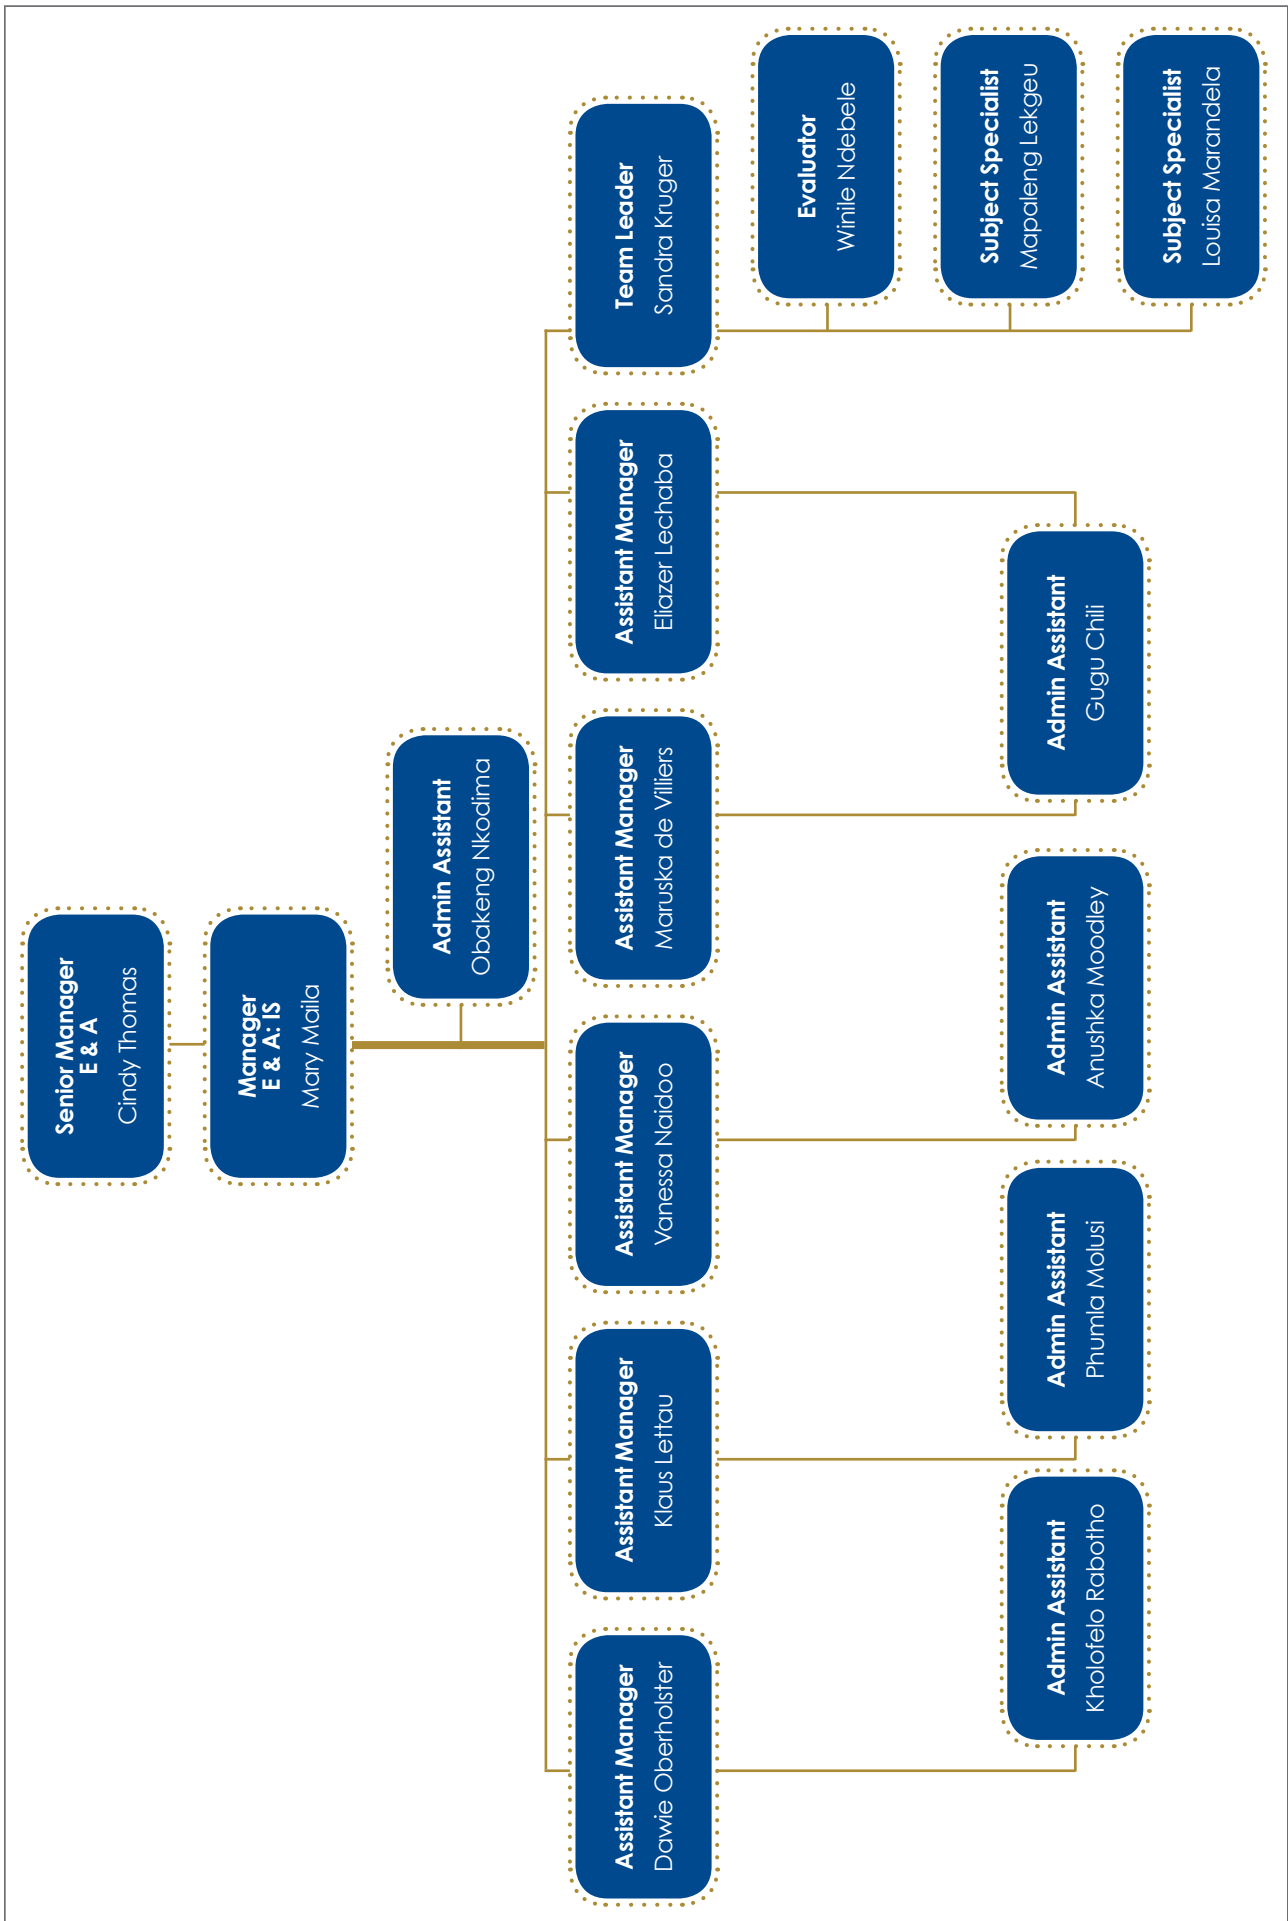 Senior Manager
E & A
Cindy Thomas
Manager
E & A: IS
Mary Maila
Admin Assistant
Obakeng Nkodima
Assistant Manager
Dawie Oberholster
Assistant Manager
Klaus Lettau
Assistant Manager
Vanessa Naidoo
Assistant Manager
Maruska de Villiers
Assistant Manager
Eliazer Lechaba
Team Leader
Sandra Kruger
Evaluator
Winile Ndebele
Subject Specialist
Mapaleng Lekgeu
Subject Specialist
Louisa Marandela
Admin Assistant
Kholofelo Rabotho
Admin Assistant
Phumla Molusi
Admin Assistant
Anushka Moodley
Admin Assistant
Gugu Chili